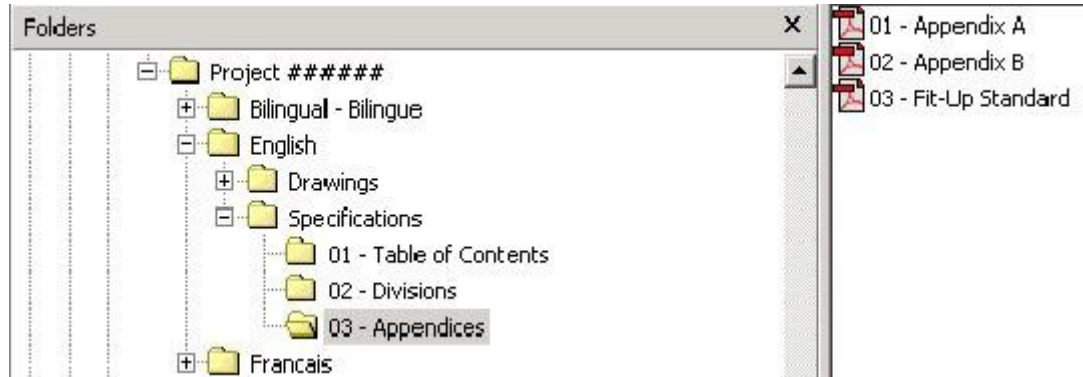 Folders
Project ######
Bilingual - Bilingue
English
Drawings
Specifications
01 - Table of Contents
02 - Divisions
03 - Appendices
Francais
01 - Appendix A
02 - Appendix B
03 - Fit-Up Standard